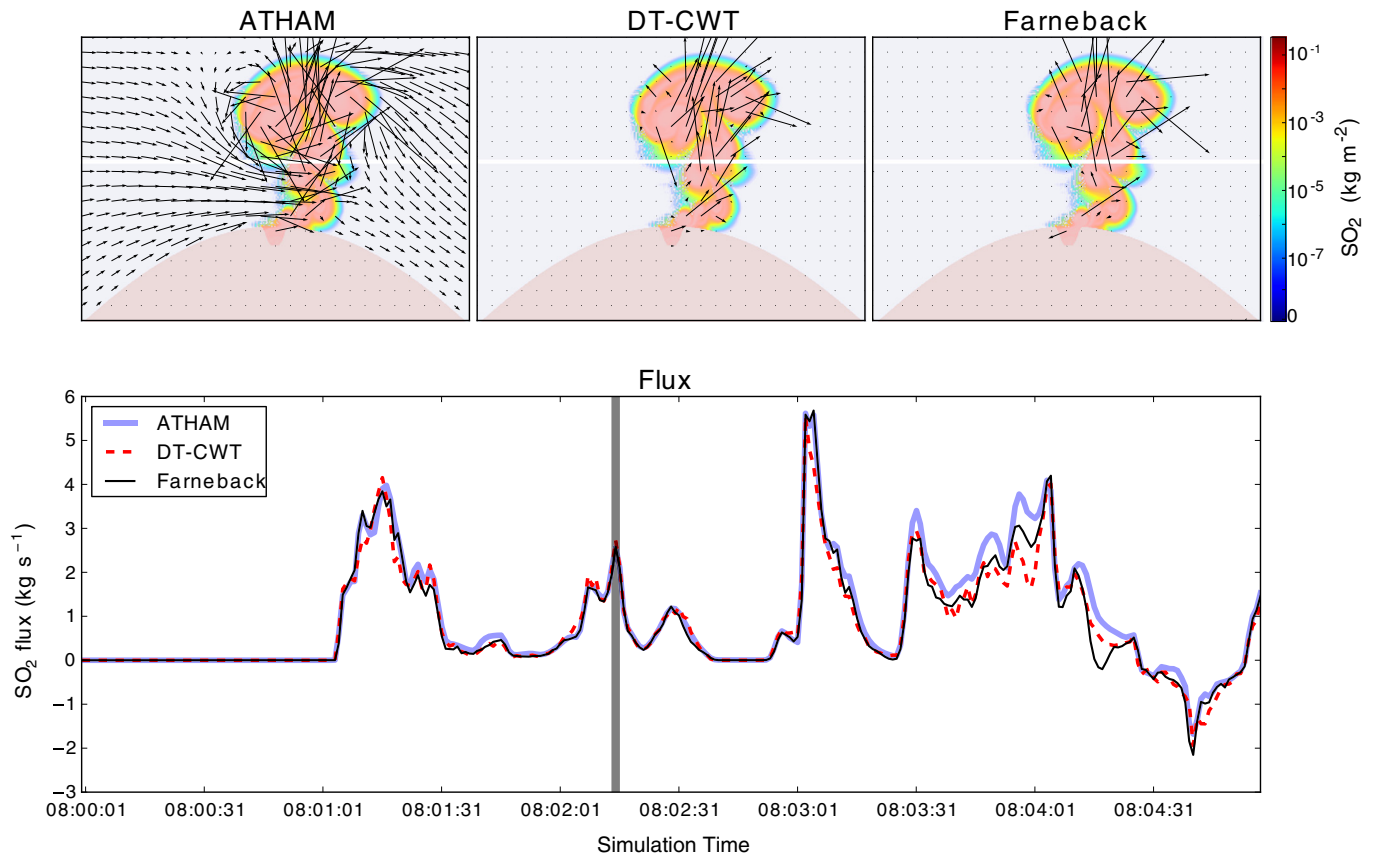 ATHAM
DT-CWT
Farneback
10⁻¹
10⁻³
10⁻⁵
10⁻⁷
0
SO₂ (kg m⁻²)
Flux
6
5
4
3
2
1
0
−1
−2
−3
SO₂ flux (kg s⁻¹)
ATHAM
DT-CWT
Farneback
08:00:01 08:00:31 08:01:01 08:01:31 08:02:01 08:02:31 08:03:01 08:03:31 08:04:01 08:04:31
Simulation Time